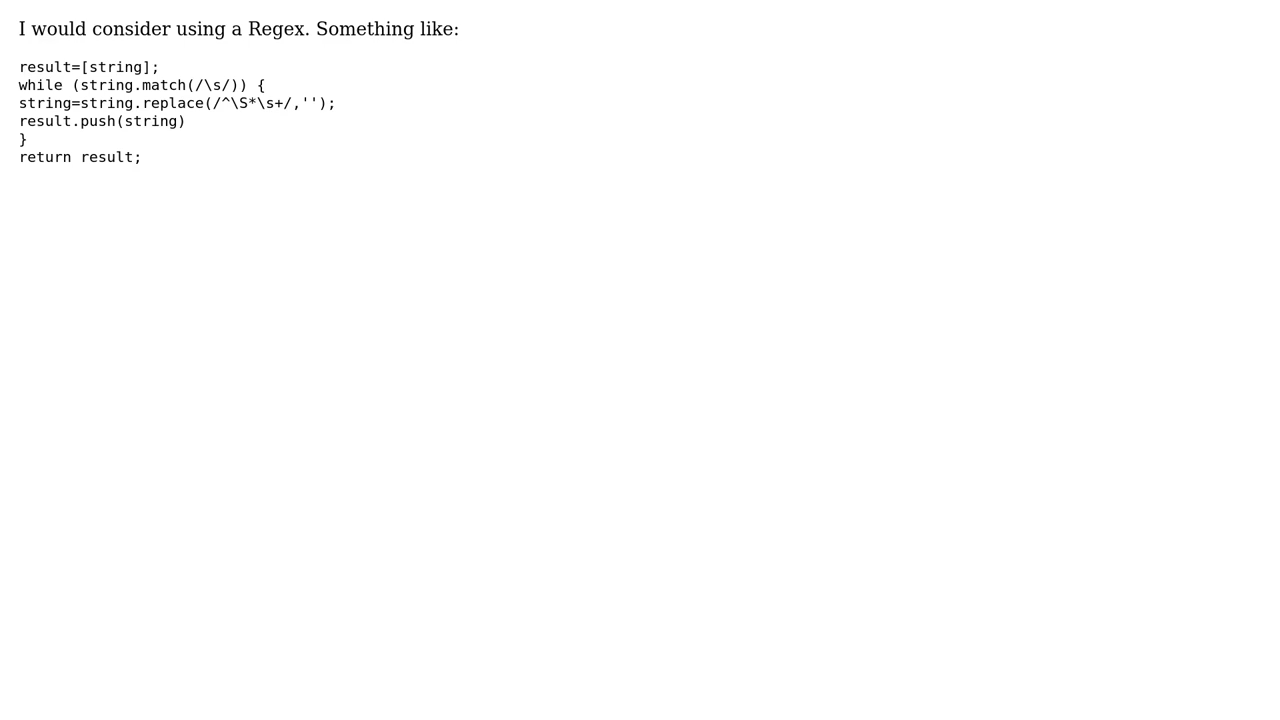 I would consider using a Regex. Something like:
result=[string];
while (string.match(/\s/)) {
string=string.replace(/^\S*\s+/,'');
result.push(string)
}
return result;